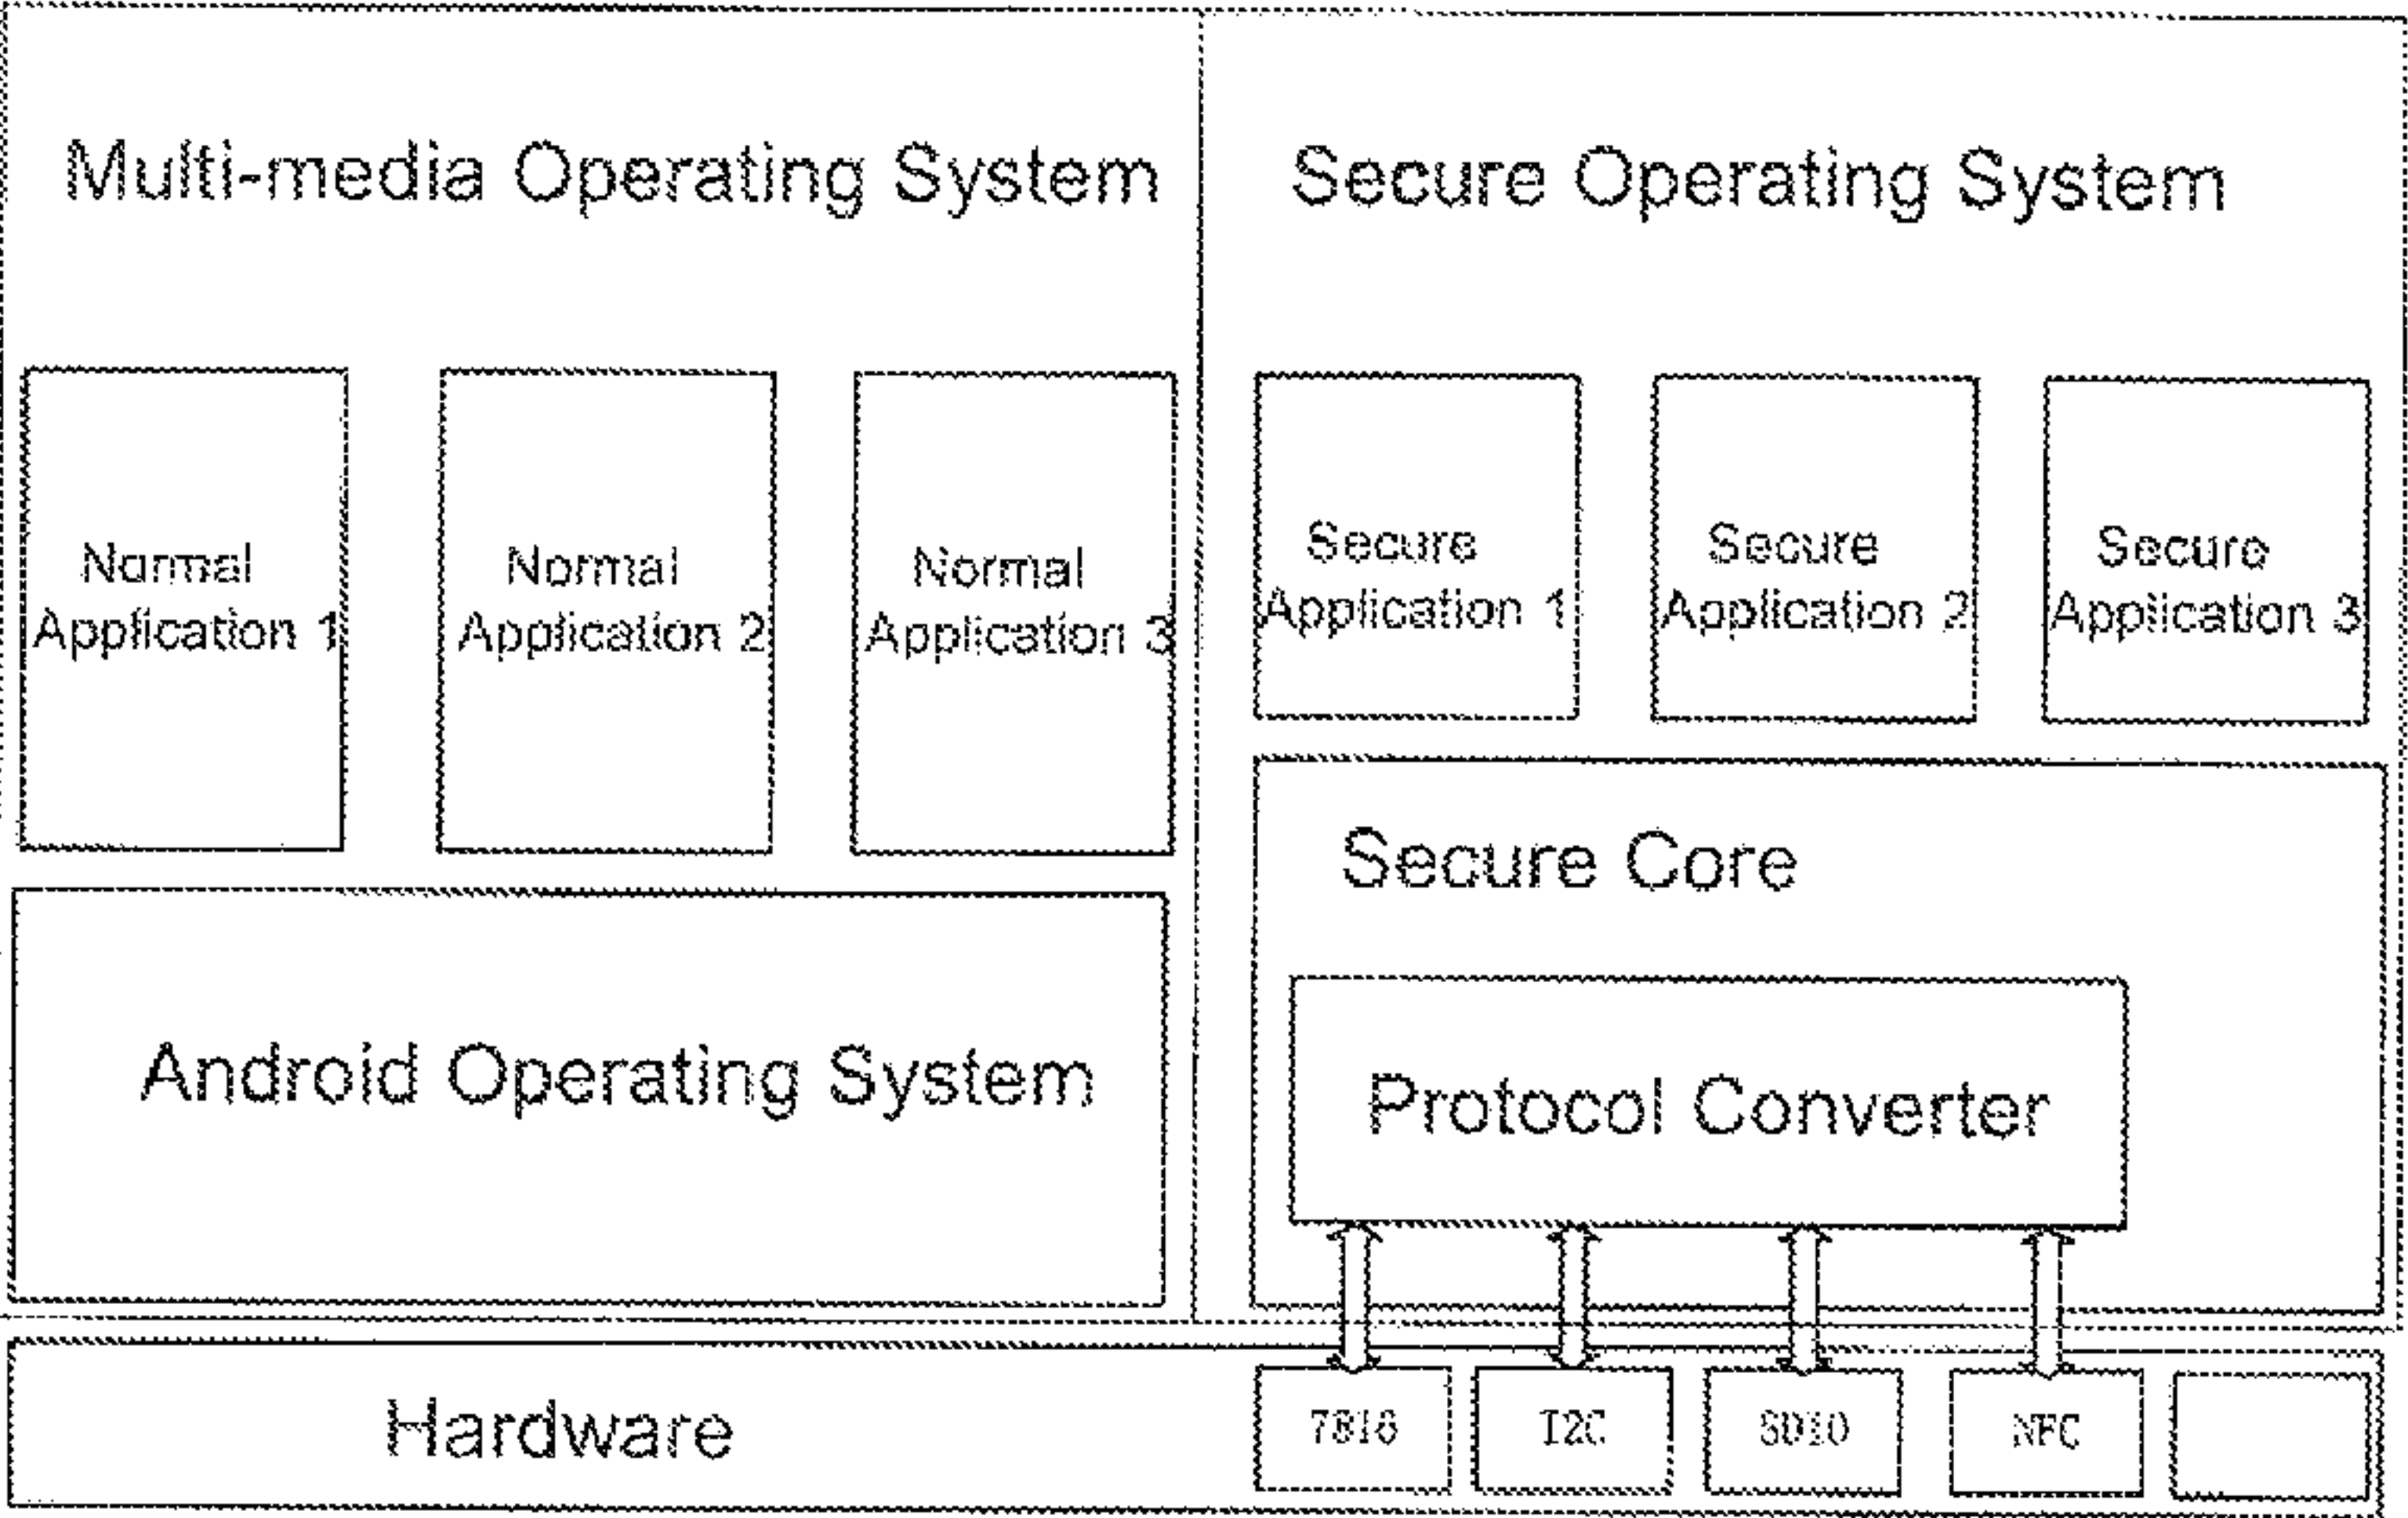 Multi-media Operating System
Secure Operating System
Normal
Application 1
Normal
Application 2
Normal
Application 3
Secure
Application 1
Secure
Application 2
Secure
Application 3
Secure Core
Android Operating System
Protocol Converter
Hardware
7816
I2C
SDIO
NFC